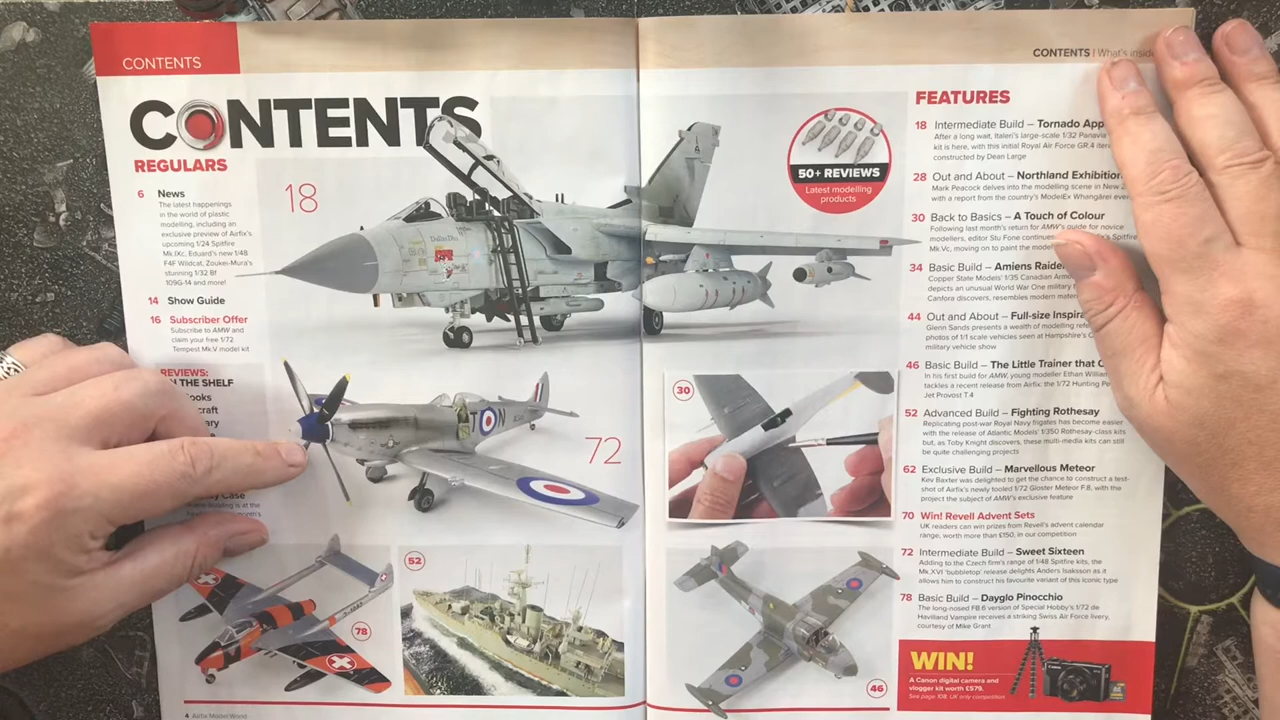 CONTENTS
CONTENTS
REGULARS
6 News
The latest happenings
in the world of plastic
modelling, including an
exclusive preview of Airfix's
upcoming 1/24 Spitfire
Mk.IXc, Eduard's new 1/48
F4F Wildcat, Zoukei-Mura's
stunning 1/32 Bf
109G-14 and more!
14 Show Guide
16 Subscriber Offer
Subscribe to AMW and
claim your free 1/72
Tempest Mk.V model kit
REVIEWS:
THE SHELF
Case
18
72
78
52
4 Airfix Model World
CONTENTS | What's inside
50+ REVIEWS
Latest modelling
products
30
46
FEATURES
18 Intermediate Build – Tornado App
After a long wait, Italeri's large-scale 1/32 Panavia
kit is here, with this initial Royal Air Force GR.4
constructed by Dean Large
28 Out and About – Northland Exhibition
Mark Peacock delves into the modelling scene in New
with a report from the country's ModelEx Whangārei
30 Back to Basics – A Touch of Colour
Following last month's return for AMW's guide for novice
modellers, editor Stu Fone continues Spitfire
Mk.Vc, moving on to paint the
34 Basic Build – Amiens Raider
Copper State Models' 1/35 Canadian
depicts an unusual World War One military
Canfora discovers, resembles modern
44 Out and About – Full-size
Glenn Sands presents a wealth of modelling
photos of 1/1 scale vehicles seen at Hampshire's
military vehicle show
46 Basic Build – The Little Trainer that
In his first build for AMW, young modeller Ethan
tackles a recent release from Airfix: the 1/72 Hunting
Jet Provost T.4
52 Advanced Build – Fighting Rothesay
Replicating post-war Royal Navy frigates has become easier
with the release of Atlantic Models' 1/350 Rothesay-class kits
but, as Toby Knight discovers, these multi-media kits can still
be quite challenging projects
62 Exclusive Build – Marvellous Meteor
Kev Baxter was delighted to get the chance to construct a test-
shot of Airfix's newly tooled 1/72 Gloster Meteor F.8, with the
project the subject of AMW's exclusive feature
70 Win! Revell Advent Sets
UK readers can win prizes from Revell's advent calendar
range, worth more than £150, in our competition
72 Intermediate Build – Sweet Sixteen
Adding to the Czech firm's range of 1/48 Spitfire kits, the
Mk.XVI 'bubbletop' release delights Anders Isaksson as it
allows him to construct his favourite variant of this iconic type
78 Basic Build – Dayglo Pinocchio
The long-nosed FB.6 version of Special Hobby's 1/72 de
Havilland Vampire receives a striking Swiss Air Force livery,
courtesy of Mike Grant
WIN!
A Canon digital camera and
vlogger kit worth £579.
See page 108. UK only competition